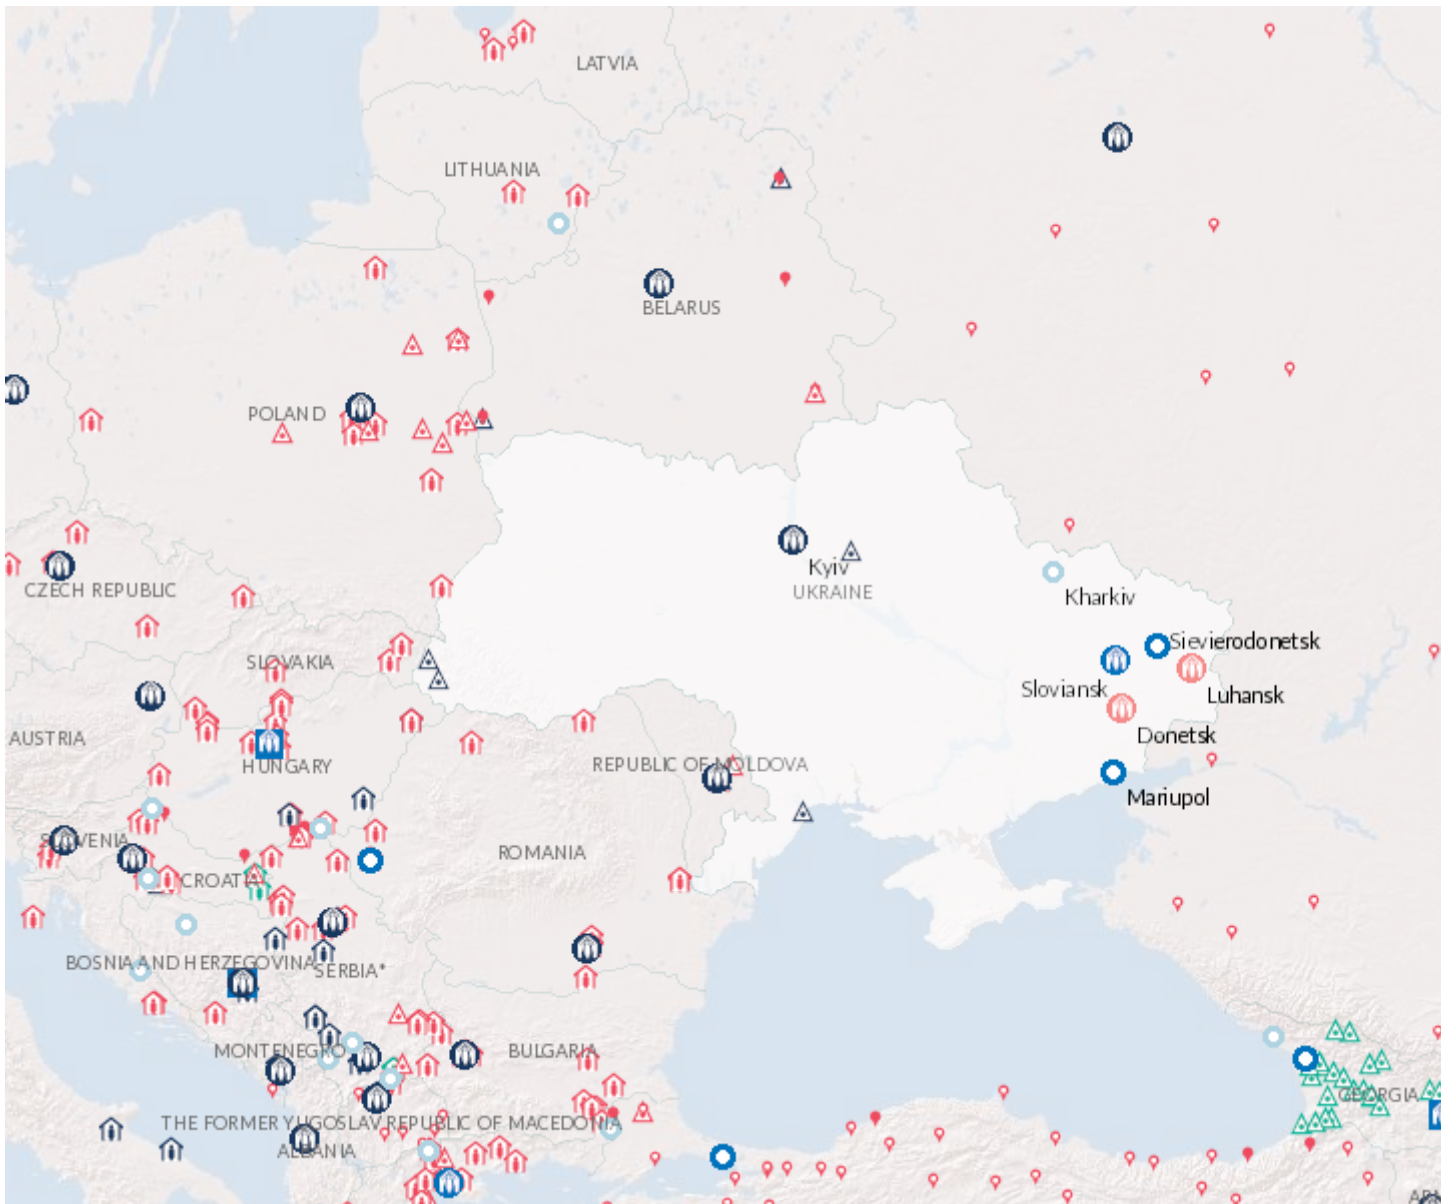 LATVIA
LITHUANIA
BELARUS
POLAND
Kyiv
UKRAINE
CZECH REPUBLIC
Kharkiv
Sievierodonetsk
SLOVAKIA
Sloviansk
Luhansk
Donetsk
AUSTRIA
HUNGARY
REPUBLIC OF MOLDOVA
Mariupol
SLOVENIA
ROMANIA
CROATIA
BOSNIA AND HERZEGOVINA
SERBIA*
MONTENEGRO
BULGARIA
GEORGIA
THE FORMER YUGOSLAV REPUBLIC OF MACEDONIA
ALBANIA